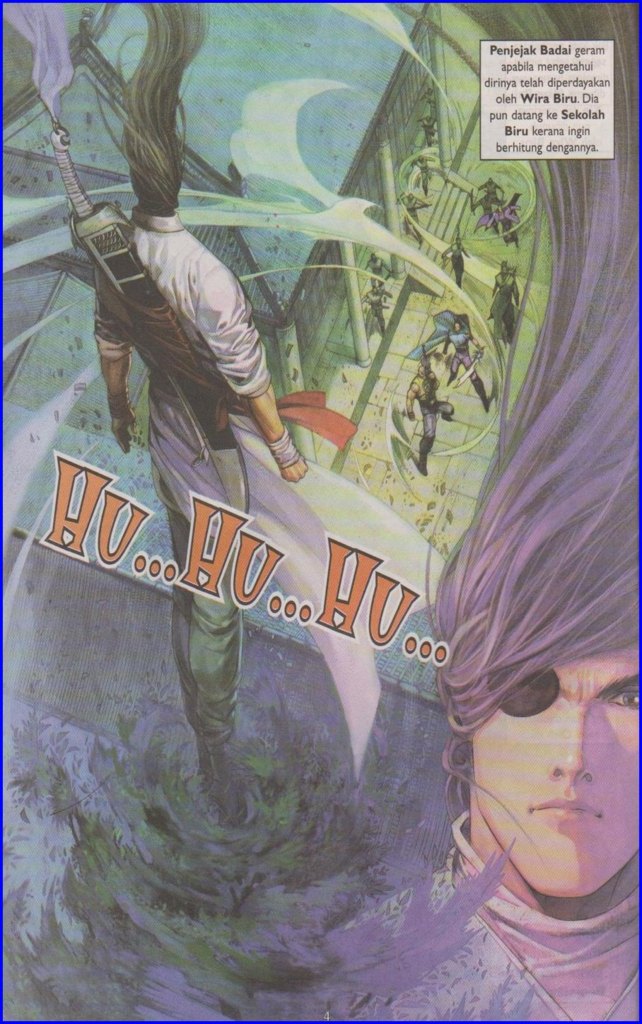 Penjejak Badai geram
apabila mengetahui
dirinya telah diperdayakan
oleh Wira Biru. Dia
pun datang ke Sekolah
Biru kerana ingin
berhitung dengannya.
HU...HU...HU...
4